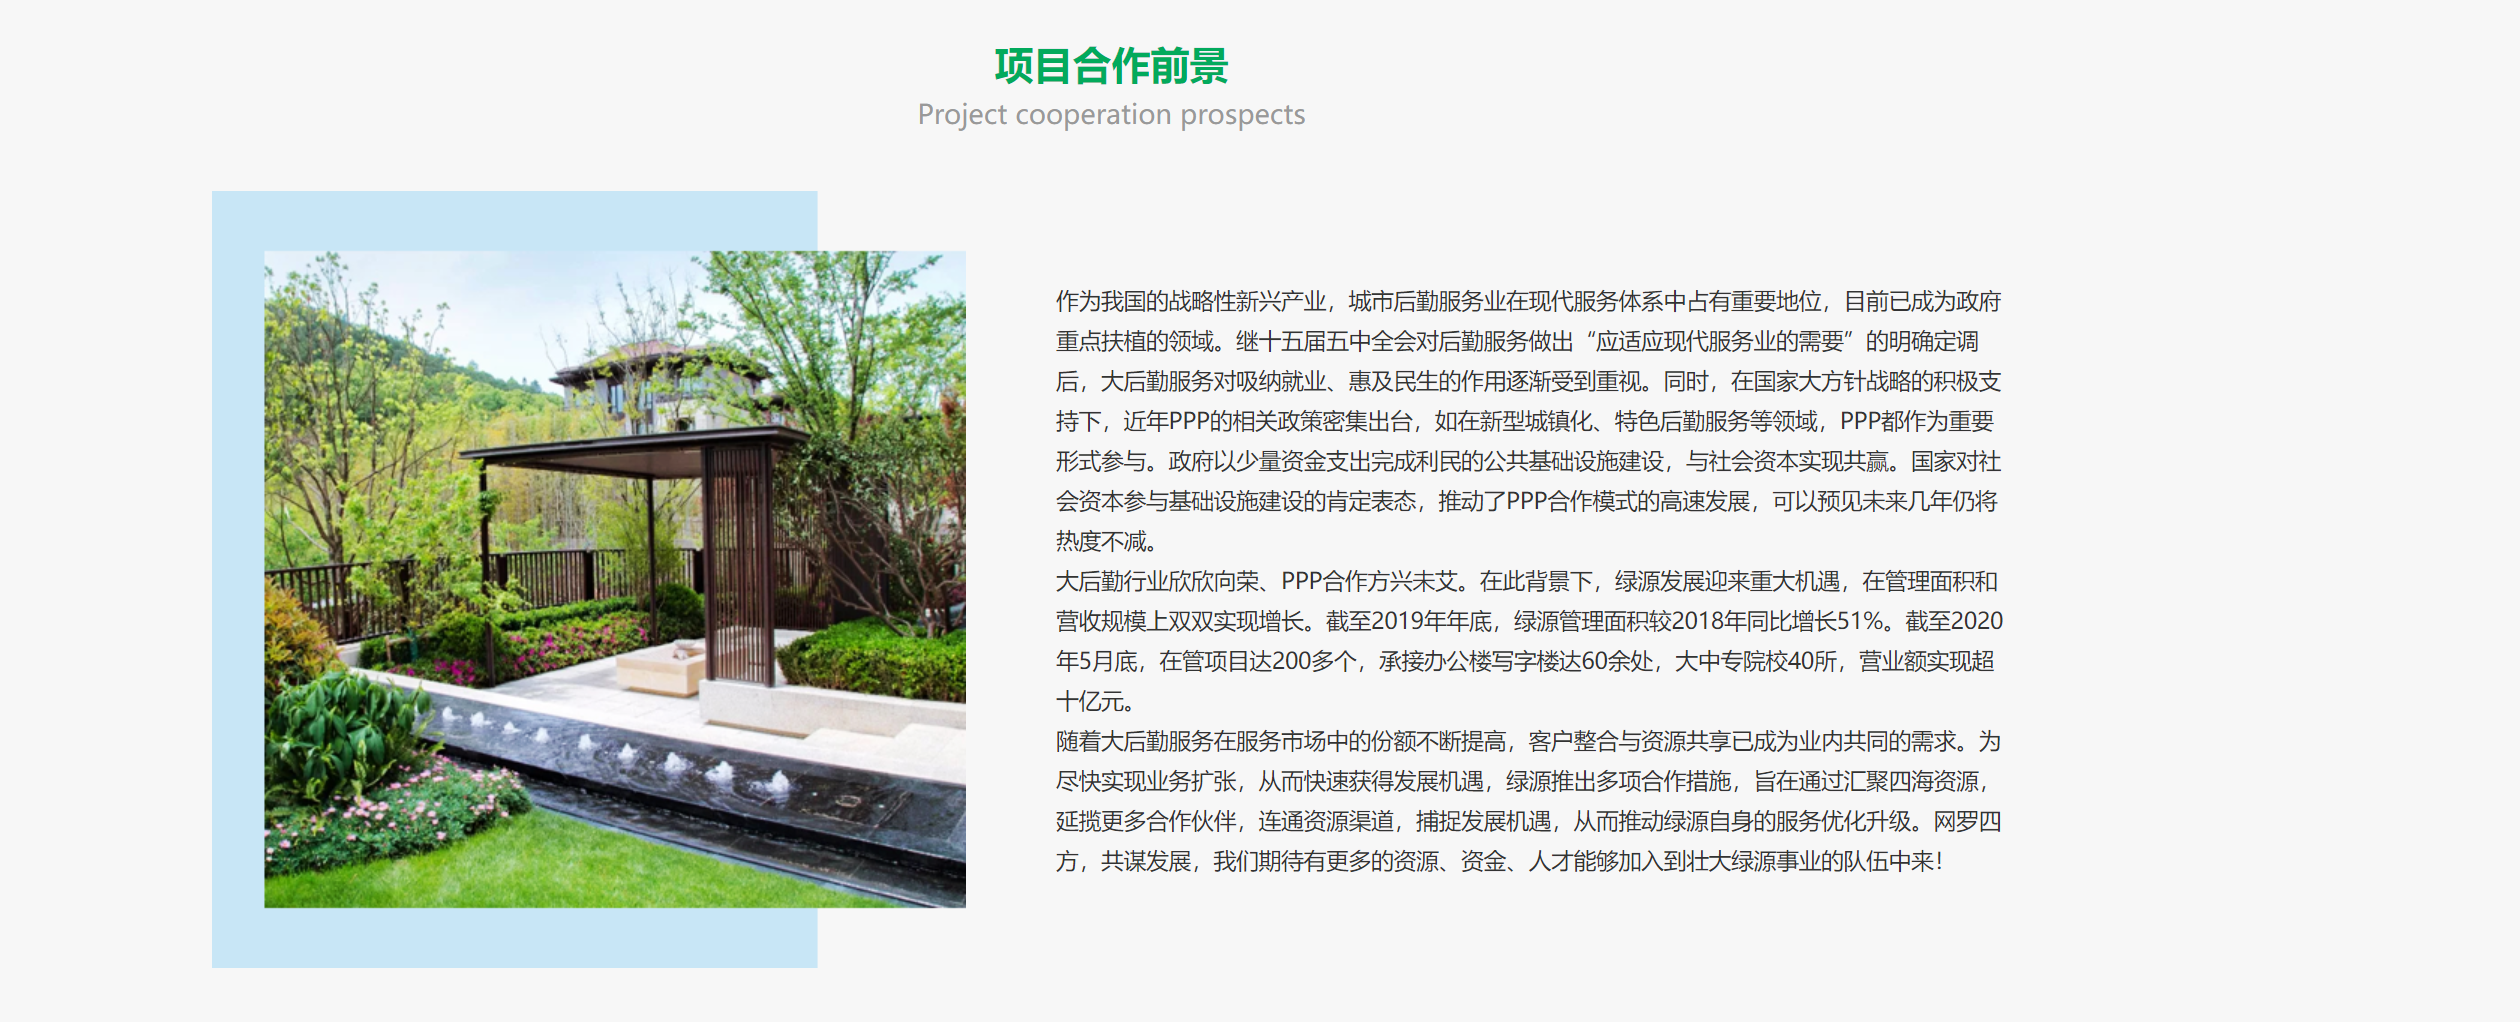 项目合作前景
Project cooperation prospects
作为我国的战略性新兴产业，城市后勤服务业在现代服务体系中占有重要地位，目前已成为政府
重点扶植的领域。继十五届五中全会对后勤服务做出“应适应现代服务业的需要”的明确定调
后，大后勤服务对吸纳就业、惠及民生的作用逐渐受到重视。同时，在国家大方针战略的积极支
持下，近年PPP的相关政策密集出台，如在新型城镇化、特色后勤服务等领域，PPP都作为重要
形式参与。政府以少量资金支出完成利民的公共基础设施建设，与社会资本实现共赢。国家对社
会资本参与基础设施建设的肯定表态，推动了PPP合作模式的高速发展，可以预见未来几年仍将
热度不减。
大后勤行业欣欣向荣、PPP合作方兴未艾。在此背景下，绿源发展迎来重大机遇，在管理面积和
营收规模上双双实现增长。截至2019年年底，绿源管理面积较2018年同比增长51%。截至2020
年5月底，在管项目达200多个，承接办公楼写字楼达60余处，大中专院校40所，营业额实现超
十亿元。
随着大后勤服务在服务市场中的份额不断提高，客户整合与资源共享已成为业内共同的需求。为
尽快实现业务扩张，从而快速获得发展机遇，绿源推出多项合作措施，旨在通过汇聚四海资源，
延揽更多合作伙伴，连通资源渠道，捕捉发展机遇，从而推动绿源自身的服务优化升级。网罗四
方，共谋发展，我们期待有更多的资源、资金、人才能够加入到壮大绿源事业的队伍中来！